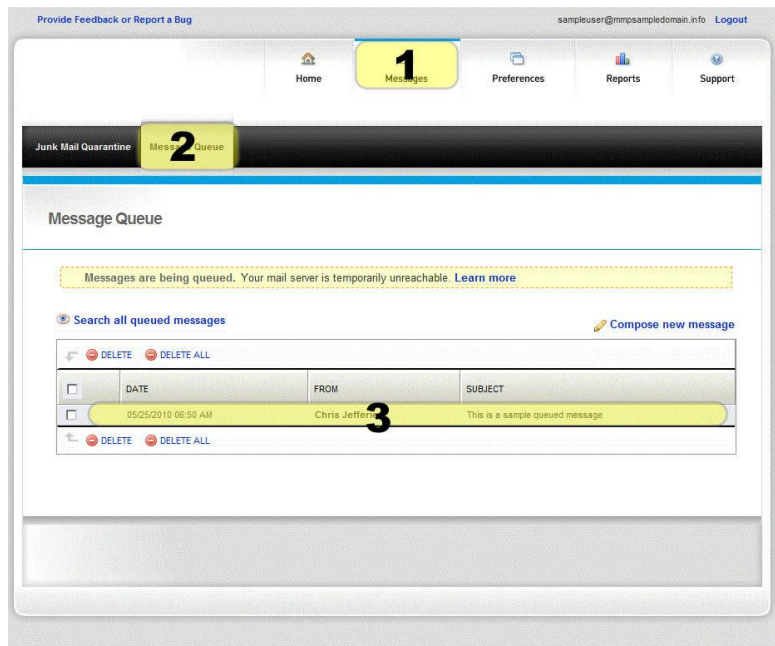 Provide Feedback or Report a Bug
sampleuser@mmpsampledomain.info Logout
Home
1
Messages
Preferences
Reports
Support
Junk Mail Quarantine
2
Message Queue
Message Queue
Messages are being queued. Your mail server is temporarily unreachable. Learn more
Search all queued messages
Compose new message
DELETE DELETE ALL
DATE FROM SUBJECT
05/25/2010 06:50 AM Chris 3 This is a sample queued message
DELETE DELETE ALL